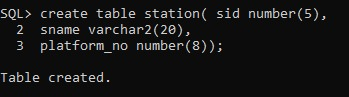 SQL> create table station( sid number(5),
2 sname varchar2(20),
3 platform_no number(8));
Table created.